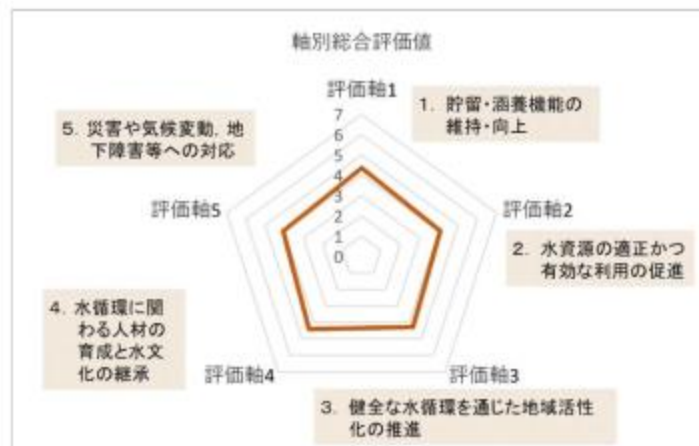 軸別総合評価値
評価軸1
1. 貯留・涵養機能の
維持・向上
5. 災害や気候変動、地
下障害等への対応
7
6
5
4
3
2
1
0
評価軸5
評価軸2
2. 水資源の適正かつ
有効な利用の促進
4. 水循環に関
わる人材の
育成と水文
化の継承
評価軸4
評価軸3
3. 健全な水循環を通じた地域活性
化の推進